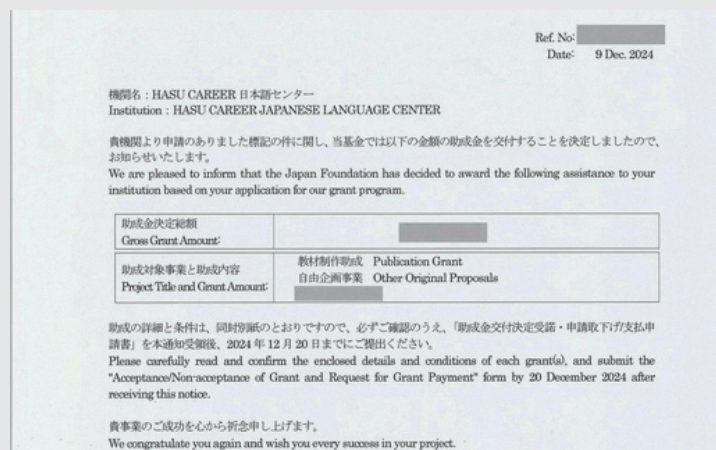 Ref. No:
Date: 9 Dec. 2024
機関名：HASU CAREER 日本語センター
Institution : HASU CAREER JAPANESE LANGUAGE CENTER
貴機関より申請のありました標記の件に関し、当基金では以下の金額の助成金を交付することを決定しましたので、
お知らせいたします。
We are pleased to inform that the Japan Foundation has decided to award the following assistance to your
institution based on your application for our grant program.
助成金決定総額
Gross Grant Amount:
助成対象事業と助成内容
Project Title and Grant Amount:
教材制作助成 Publication Grant
自由企画事業 Other Original Proposals
助成の詳細と条件は、同封別紙のとおりですので、必ずご確認のうえ、「助成金交付決定受諾・申請取下げ/支払申
請書」を本通知受領後、2024 年 12 月 20 日までにご提出ください。
Please carefully read and confirm the enclosed details and conditions of each grant(s), and submit the
"Acceptance/Non-acceptance of Grant and Request for Grant Payment" form by 20 December 2024 after
receiving this notice.
貴事業のご成功を心から祈念申し上げます。
We congratulate you again and wish you every success in your project.